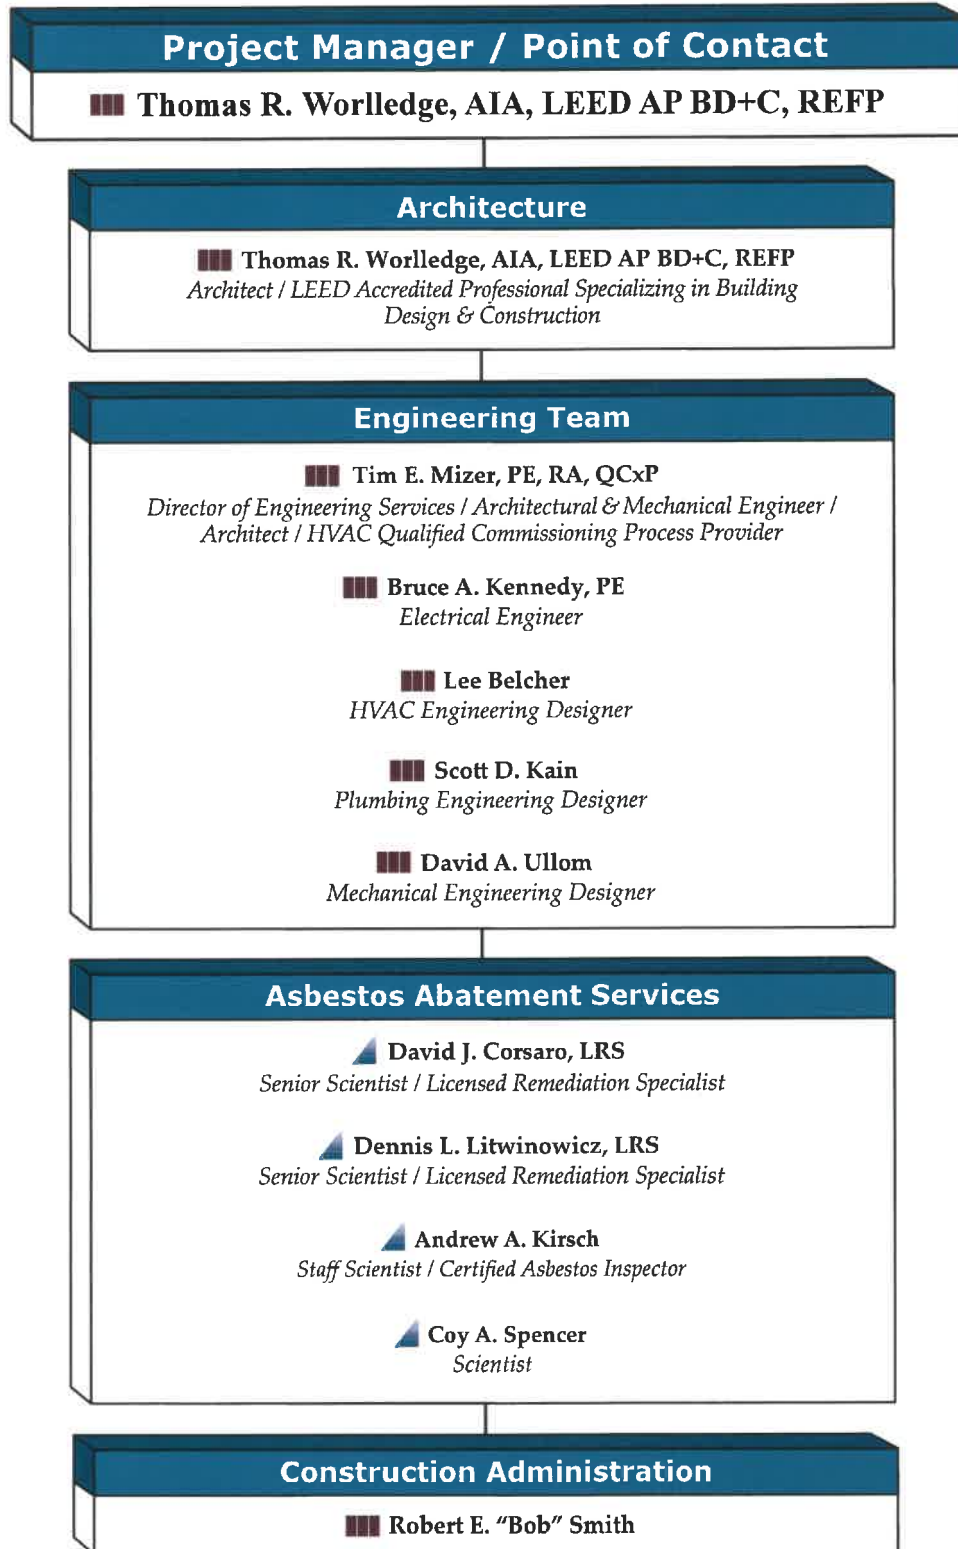 Project Manager / Point of Contact
Thomas R. Worlledge, AIA, LEED AP BD+C, REFP
Architecture
Thomas R. Worlledge, AIA, LEED AP BD+C, REFP
Architect / LEED Accredited Professional Specializing in Building
Design & Construction
Engineering Team
Tim E. Mizer, PE, RA, QCxP
Director of Engineering Services / Architectural & Mechanical Engineer /
Architect / HVAC Qualified Commissioning Process Provider
Bruce A. Kennedy, PE
Electrical Engineer
Lee Belcher
HVAC Engineering Designer
Scott D. Kain
Plumbing Engineering Designer
David A. Ullom
Mechanical Engineering Designer
Asbestos Abatement Services
David J. Corsaro, LRS
Senior Scientist / Licensed Remediation Specialist
Dennis L. Litwinowicz, LRS
Senior Scientist / Licensed Remediation Specialist
Andrew A. Kirsch
Staff Scientist / Certified Asbestos Inspector
Coy A. Spencer
Scientist
Construction Administration
Robert E. "Bob" Smith